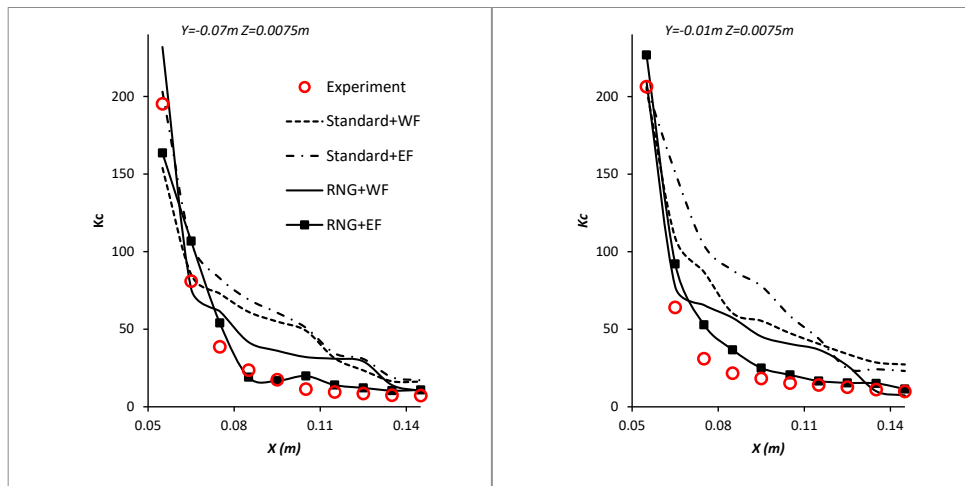 Y=-0.07m Z=0.0075m
200
150
100
50
0
Kc
0.05
0.08
0.11
0.14
X (m)
Experiment
Standard+WF
Standard+EF
RNG+WF
RNG+EF
Y=-0.01m Z=0.0075m
200
150
100
50
0
Kc
0.05
0.08
0.11
0.14
X (m)